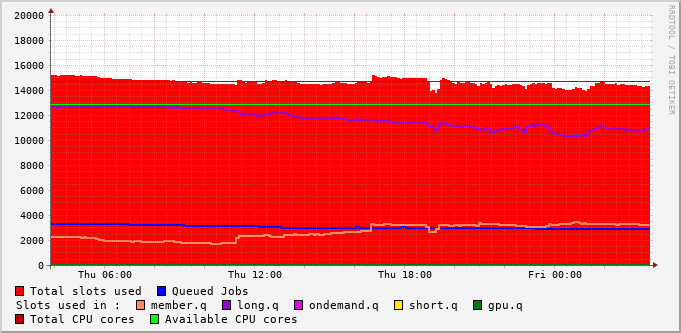 RRDTOOL / TOBI OETIKER
20000
18000
16000
14000
12000
10000
8000
6000
4000
2000
0
Thu 06:00 Thu 12:00 Thu 18:00 Fri 00:00
Total slots used Queued Jobs
Slots used in : member.q long.q ondemand.q short.q gpu.q
Total CPU cores Available CPU cores